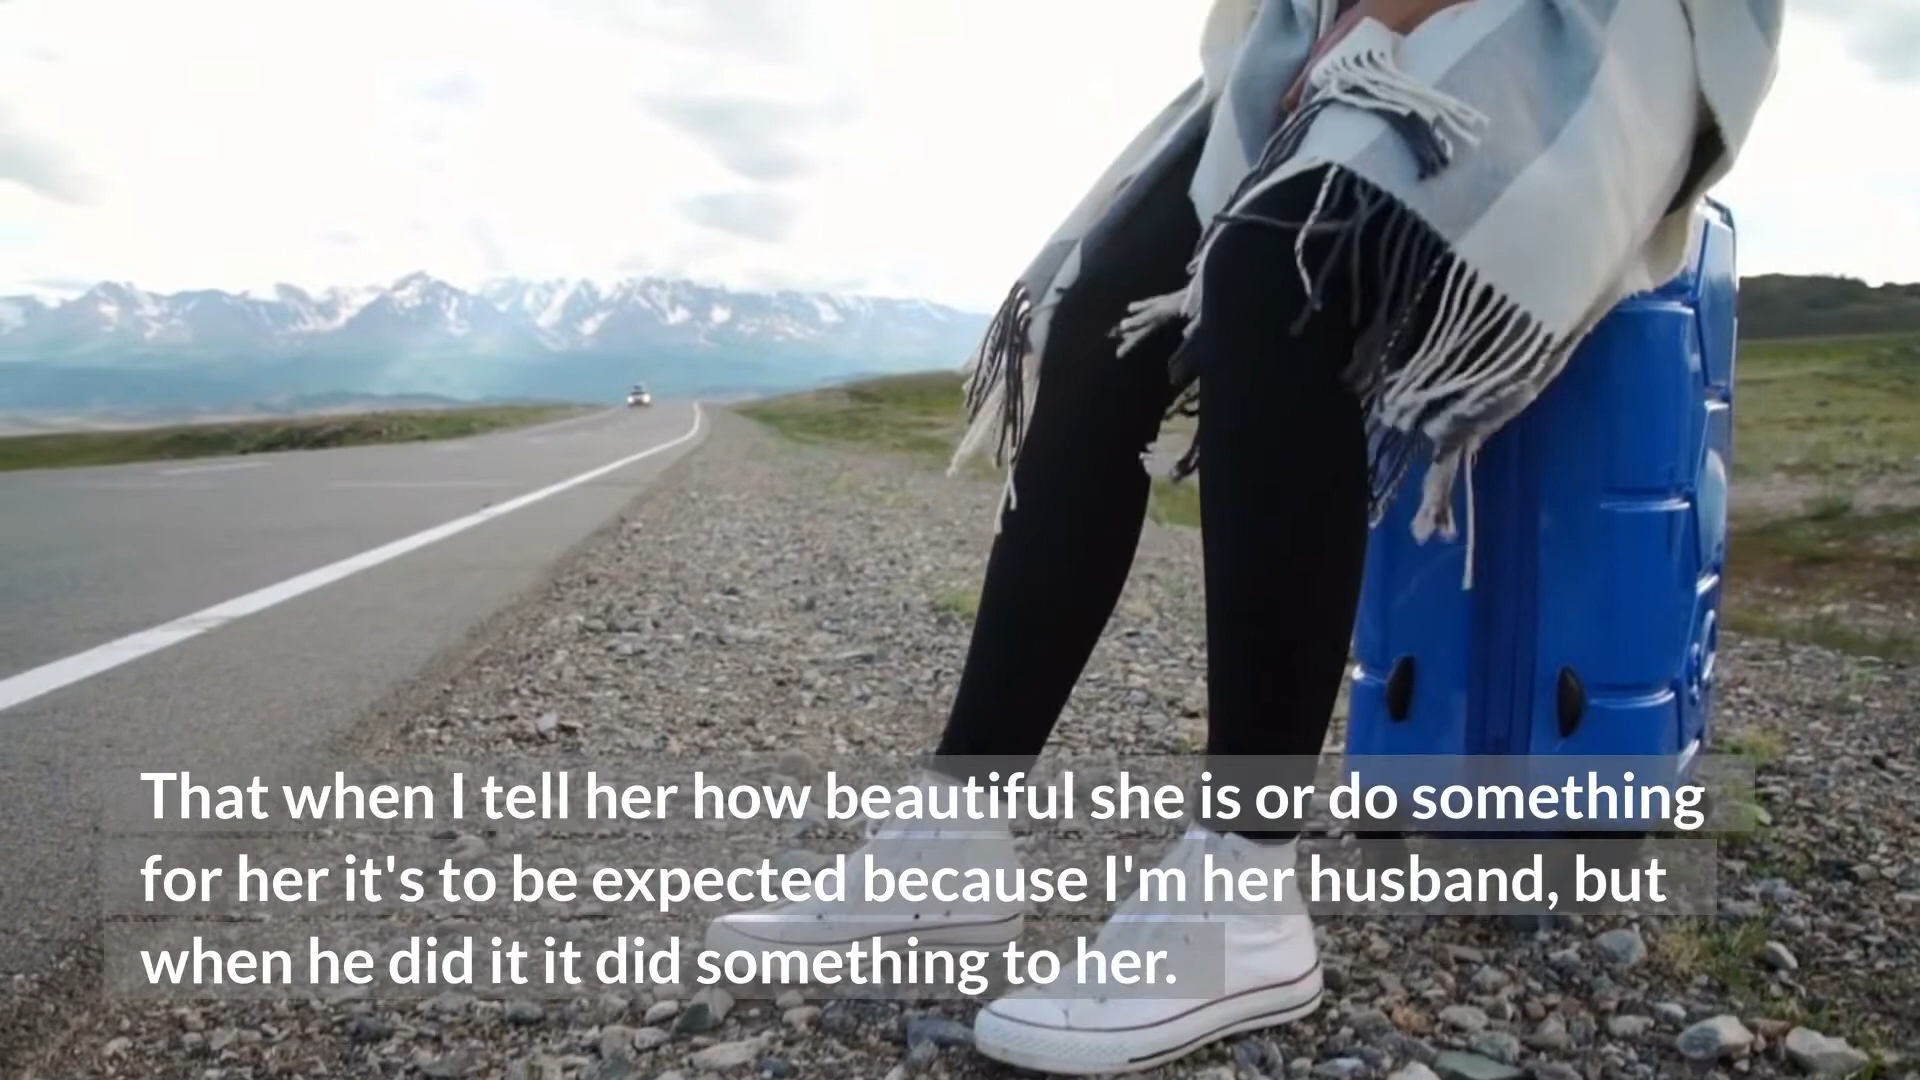 That when I tell her how beautiful she is or do something
for her it's to be expected because I'm her husband, but
when he did it it did something to her.